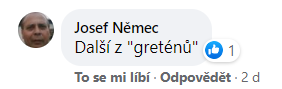 Josef Němec
Další z "greténů"
1
To se mi líbí · Odpovědět · 2 d